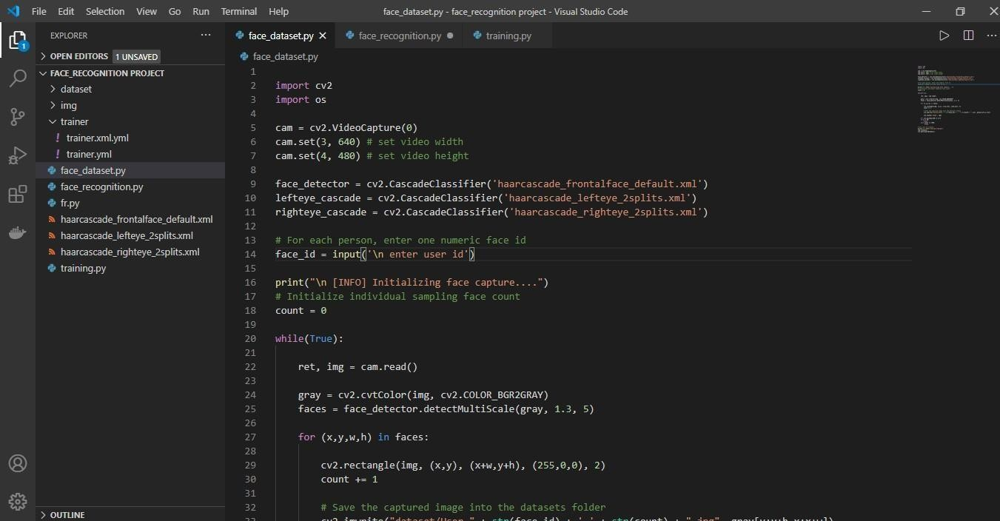 File Edit Selection View Go Run Terminal Help face_dataset.py - face_recognition project - Visual Studio Code
EXPLORER
1
OPEN EDITORS 1 UNSAVED
FACE_RECOGNITION PROJECT
dataset
img
trainer
! trainer.xml.yml
! trainer.yml
face_dataset.py
face_recognition.py
fr.py
haarcascade_frontalface_default.xml
haarcascade_lefteye_2splits.xml
haarcascade_righteye_2splits.xml
training.py
OUTLINE
face_dataset.py face_recognition.py training.py
face_dataset.py
1
2 import cv2
3 import os
4
5 cam = cv2.VideoCapture(0)
6 cam.set(3, 640) # set video width
7 cam.set(4, 480) # set video height
8
9 face_detector = cv2.CascadeClassifier('haarcascade_frontalface_default.xml')
10 lefteye_cascade = cv2.CascadeClassifier('haarcascade_lefteye_2splits.xml')
11 righteye_cascade = cv2.CascadeClassifier('haarcascade_righteye_2splits.xml')
12
13 # For each person, enter one numeric face id
14 face_id = input('\n enter user id')
15
16 print("\n [INFO] Initializing face capture....")
17 # Initialize individual sampling face count
18 count = 0
19
20 while(True):
21
22 ret, img = cam.read()
23
24 gray = cv2.cvtColor(img, cv2.COLOR_BGR2GRAY)
25 faces = face_detector.detectMultiScale(gray, 1.3, 5)
26
27 for (x,y,w,h) in faces:
28
29 cv2.rectangle(img, (x,y), (x+w,y+h), (255,0,0), 2)
30 count += 1
31
32 # Save the captured image into the datasets folder